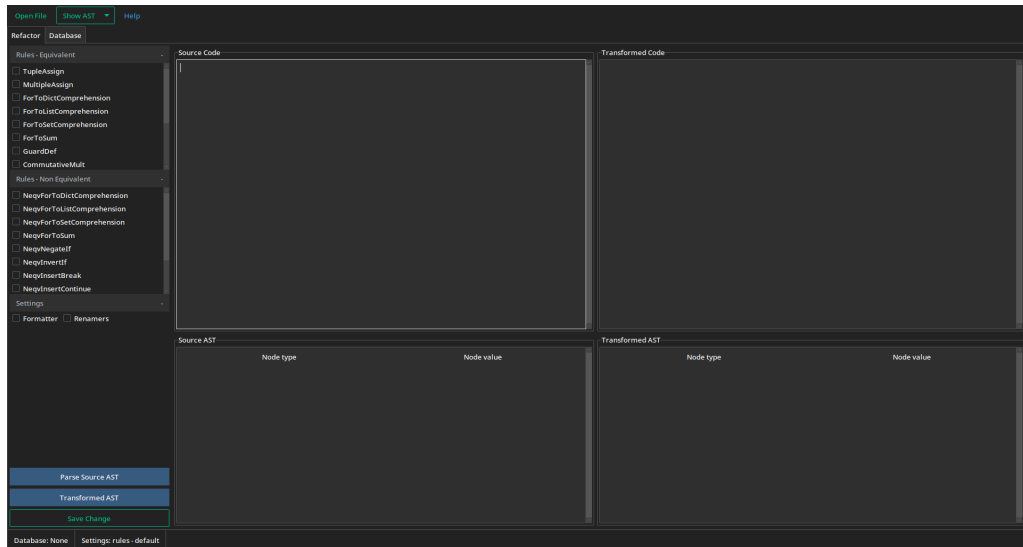 Open File Show AST Help
Refactor Database
Rules - Equivalent -
TupleAssign
MultipleAssign
ForToDictComprehension
ForToListComprehension
ForToSetComprehension
ForToSum
GuardDef
CommutativeMult
Rules - Non Equivalent -
NeqvForToDictComprehension
NeqvForToListComprehension
NeqvForToSetComprehension
NeqvForToSum
NeqvNegateIf
NeqvInvertIf
NeqvInsertBreak
NeqvInsertContinue
Settings -
Formatter Renamers
Parse Source AST
Transformed AST
Save Change
Source Code
Transformed Code
Source AST
Node type Node value
Transformed AST
Node type Node value
Database: None Settings: rules - default